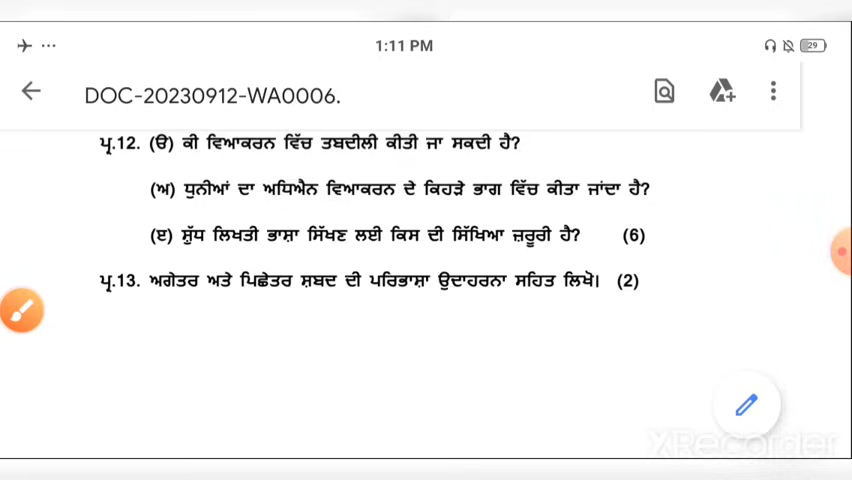 1:11 PM
29
DOC-20230912-WA0006.
ਪ੍ਰ.12. (ੳ) ਕੀ ਵਿਆਕਰਨ ਵਿੱਚ ਤਬਦੀਲੀ ਕੀਤੀ ਜਾ ਸਕਦੀ ਹੈ?
(ਅ) ਧੁਨੀਆਂ ਦਾ ਅਧਿਐਨ ਵਿਆਕਰਨ ਦੇ ਕਿਹੜੇ ਭਾਗ ਵਿੱਚ ਕੀਤਾ ਜਾਂਦਾ ਹੈ?
(ੲ) ਸ਼ੁੱਧ ਲਿਖਤੀ ਭਾਸ਼ਾ ਸਿੱਖਣ ਲਈ ਕਿਸ ਦੀ ਸਿੱਖਿਆ ਜ਼ਰੂਰੀ ਹੈ? (6)
ਪ੍ਰ.13. ਅਗੇਤਰ ਅਤੇ ਪਿਛੇਤਰ ਸ਼ਬਦ ਦੀ ਪਰਿਭਾਸ਼ਾ ਉਦਾਹਰਨਾ ਸਹਿਤ ਲਿਖੋ। (2)
XRecorder